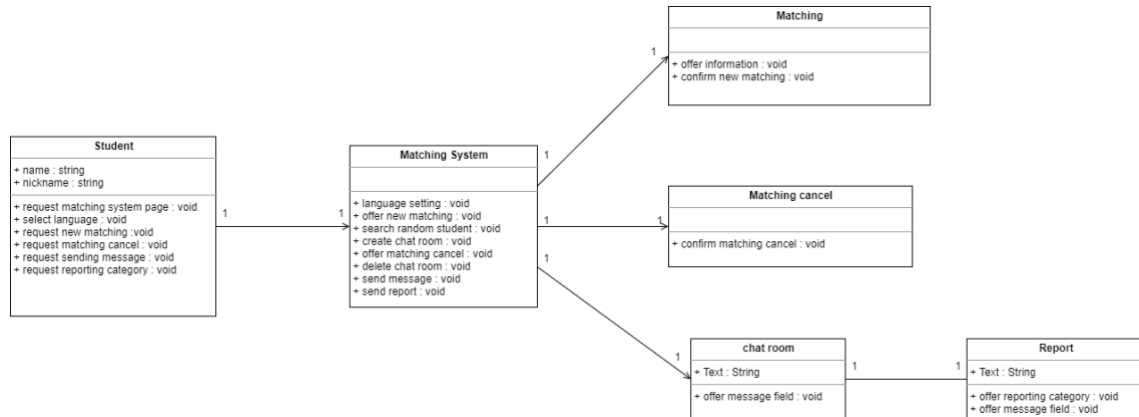 Matching
+ offer information : void
+ confirm new matching : void
1
1
Student
+ name : string
+ nickname : string
+ request matching system page : void
+ select language : void
+ request new matching : void
+ request matching cancel : void
+ request sending message : void
+ request reporting category : void
1
1
Matching System
+ language setting : void
+ offer new matching : void
+ search random student : void
+ create chat room : void
+ offer matching cancel : void
+ delete chat room : void
+ send message : void
+ send report : void
1
1
Matching cancel
+ confirm matching cancel : void
1
1
chat room
+ Text : String
+ offer message field : void
1
1
Report
+ Text : String
+ offer reporting category : void
+ offer message field : void